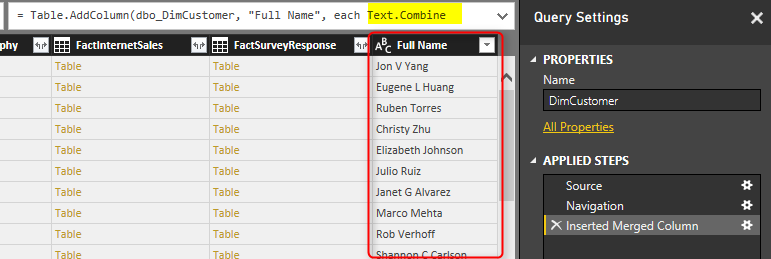 = Table.AddColumn(dbo_DimCustomer, "Full Name", each Text.Combine
Query Settings
phy FactInternetSales FactSurveyResponse ABC Full Name
Table Table Jon V Yang
Table Table Eugene L Huang
Table Table Ruben Torres
Table Table Christy Zhu
Table Table Elizabeth Johnson
Table Table Julio Ruiz
Table Table Janet G Alvarez
Table Table Marco Mehta
Table Table Rob Verhoff
Table Table Shannon C Carlson
PROPERTIES
Name
DimCustomer
All Properties
APPLIED STEPS
Source
Navigation
Inserted Merged Column